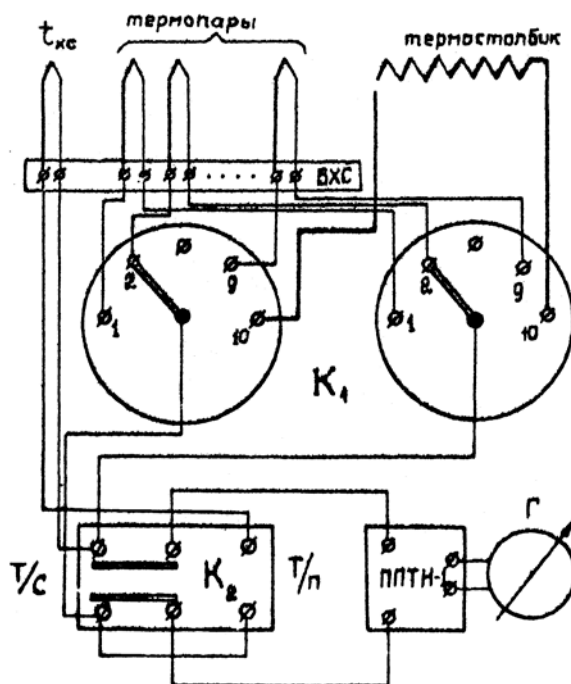 tхс термопары термостолбик
ВХС
1 2 9 10
1 2 9 10
К₁
Т/С К₂ Т/п ППТН-1 Г